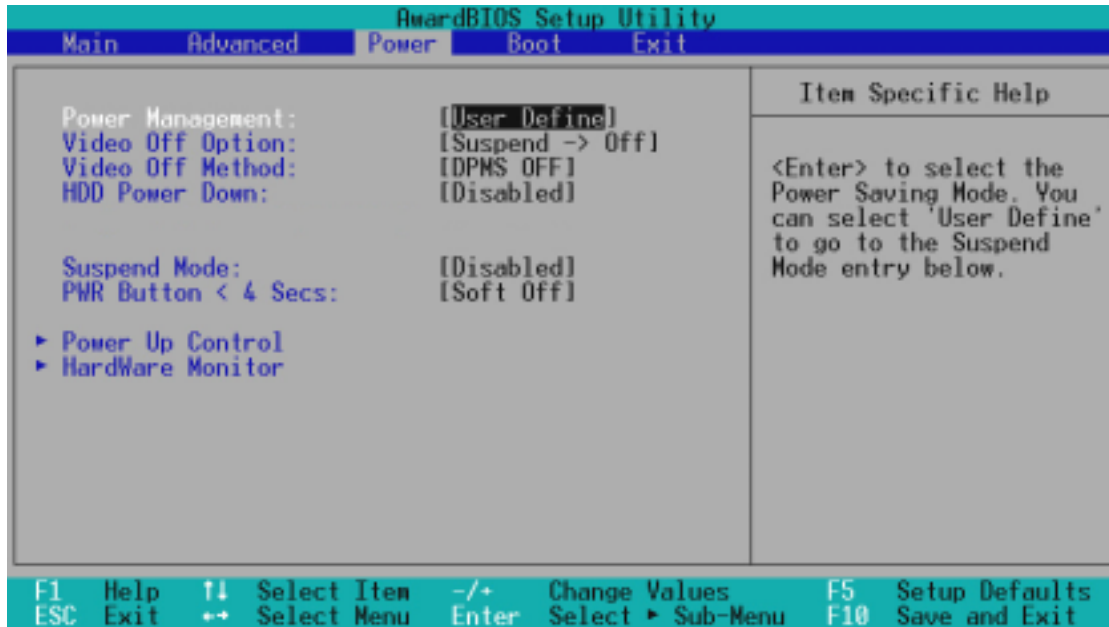 AwardBIOS Setup Utility
Main Advanced Power Boot Exit
Power Management: [User Define]
Video Off Option: [Suspend -> Off]
Video Off Method: [DPMS OFF]
HDD Power Down: [Disabled]
Suspend Mode: [Disabled]
PWR Button < 4 Secs: [Soft Off]
► Power Up Control
► HardWare Monitor
Item Specific Help
<Enter> to select the
Power Saving Mode. You
can select 'User Define'
to go to the Suspend
Mode entry below.
F1 Help ↑↓ Select Item -/+ Change Values F5 Setup Defaults
ESC Exit ←→ Select Menu Enter Select ► Sub-Menu F10 Save and Exit